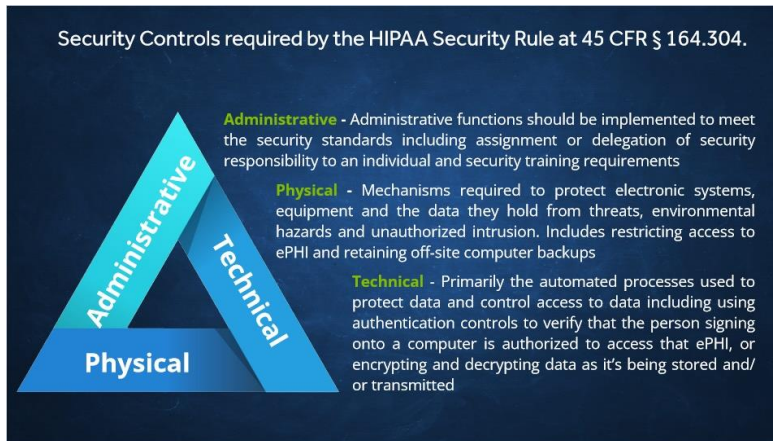 Security Controls required by the HIPAA Security Rule at 45 CFR § 164.304.
Administrative - Administrative functions should be implemented to meet
the security standards including assignment or delegation of security
responsibility to an individual and security training requirements
Physical - Mechanisms required to protect electronic systems,
equipment and the data they hold from threats, environmental
hazards and unauthorized intrusion. Includes restricting access to
ePHI and retaining off-site computer backups
Technical - Primarily the automated processes used to
protect data and control access to data including using
authentication controls to verify that the person signing
onto a computer is authorized to access that ePHI, or
encrypting and decrypting data as it's being stored and/
or transmitted
Administrative
Technical
Physical